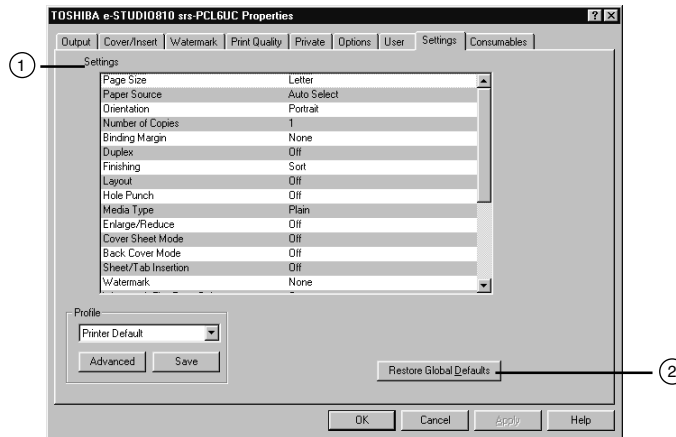 TOSHIBA e-STUDIO810 srs-PCL6UC Properties
Output Cover/Insert Watermark Print Quality Private Options User Settings Consumables
1 Settings
Page Size Letter
Paper Source Auto Select
Orientation Portrait
Number of Copies 1
Binding Margin None
Duplex Off
Finishing Sort
Layout Off
Hole Punch Off
Media Type Plain
Enlarge/Reduce Off
Cover Sheet Mode Off
Back Cover Mode Off
Sheet/Tab Insertion Off
Watermark None
Profile
Printer Default
Advanced Save
Restore Global Defaults 2
OK Cancel Apply Help